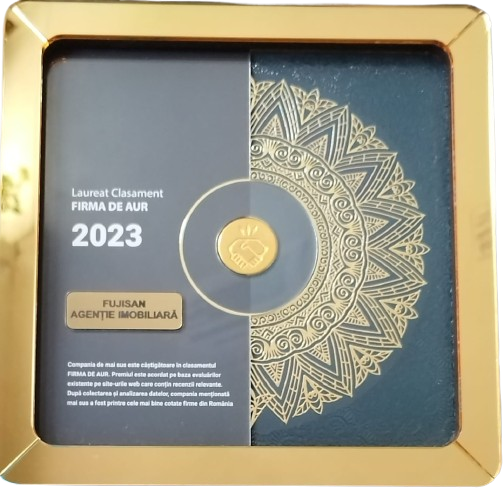 Laureat Clasament
FIRMA DE AUR
2023
FUJISAN
AGENȚIE IMOBILIARĂ
Compania de mai sus este câștigătoare în clasamentul
FIRMA DE AUR. Premiul este acordat pe baza evaluărilor
existente pe site-urile web care conțin recenzii relevante.
După colectarea și analizarea datelor, compania menționată
mai sus a fost printre cele mai bine cotate firme din România